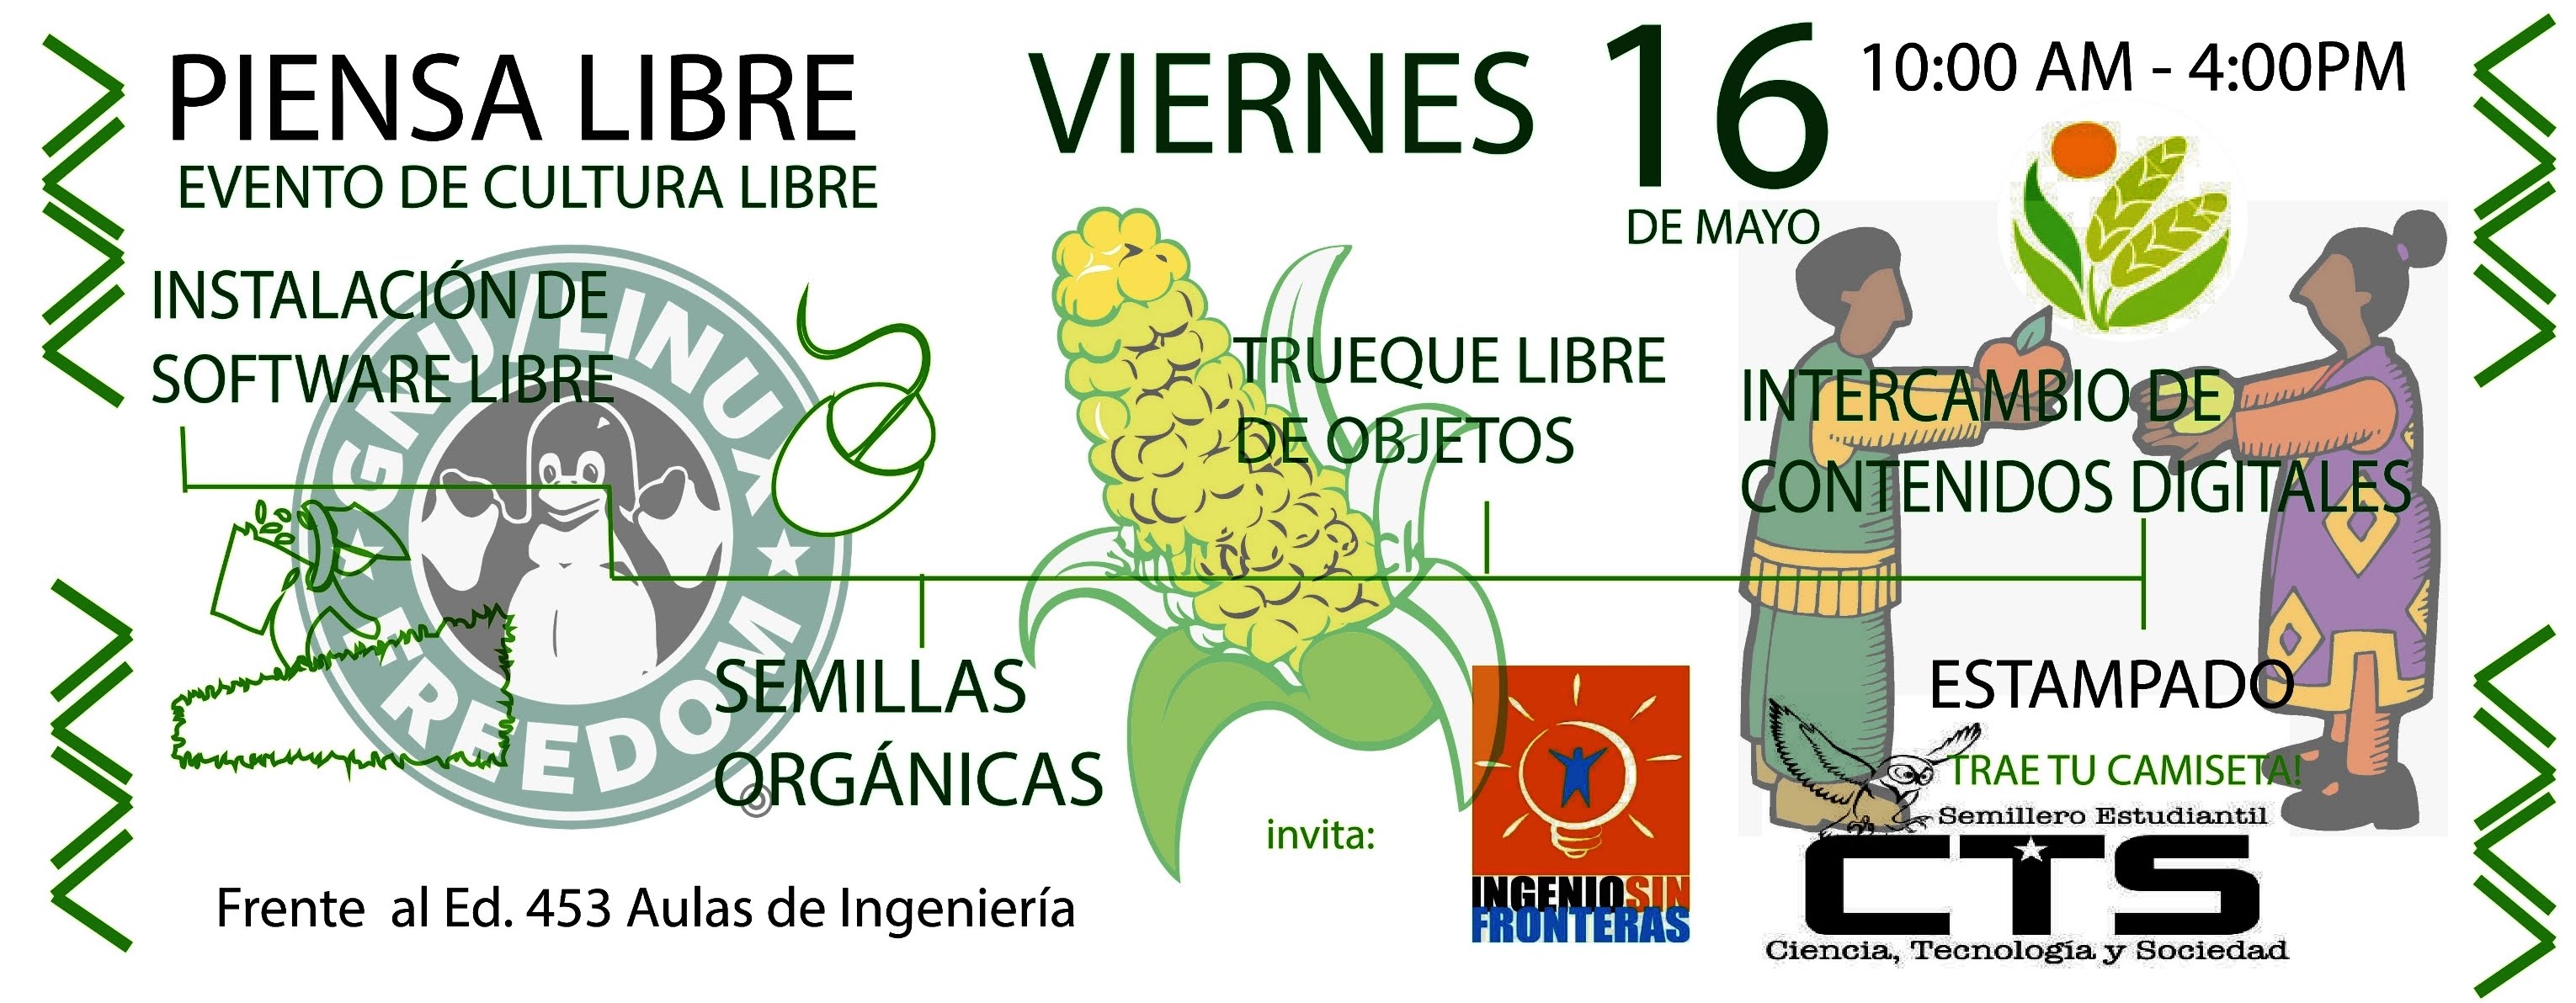 PIENSA LIBRE
EVENTO DE CULTURA LIBRE
VIERNES 16
DE MAYO
10:00 AM - 4:00PM
INSTALACIÓN DE
SOFTWARE LIBRE
GNU/LINUX
FREEDOM
TRUEQUE LIBRE
DE OBJETOS
INTERCAMBIO DE
CONTENIDOS DIGITALES
SEMILLAS
ORGÁNICAS
ESTAMPADO
TRAE TU CAMISETA!
invita:
INGENIOSIN
FRONTERAS
Semillero Estudiantil
CTS
Ciencia, Tecnología y Sociedad
Frente al Ed. 453 Aulas de Ingeniería